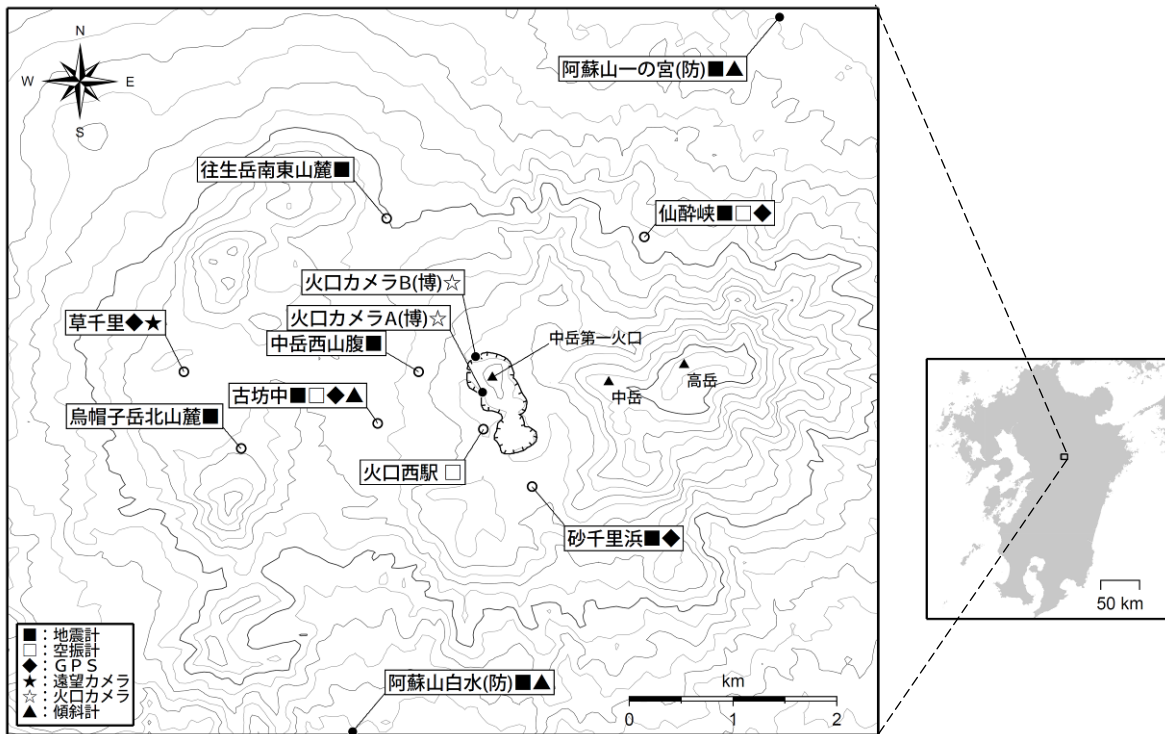 N
W E
S
阿蘇山一の宮(防)■▲
往生岳南東山麓■
仙酔峡■□◆
火口カメラB(博)☆
火口カメラA(博)☆
中岳第一火口
草千里◆★
中岳西山腹■
高岳
中岳
古坊中■□◆▲
烏帽子岳北山麓■
火口西駅 □
砂千里浜■◆
50 km
■：地震計
□：空振計
◆：ＧＰＳ
★：遠望カメラ
☆：火口カメラ
▲：傾斜計
阿蘇山白水(防)■▲
km
0 1 2